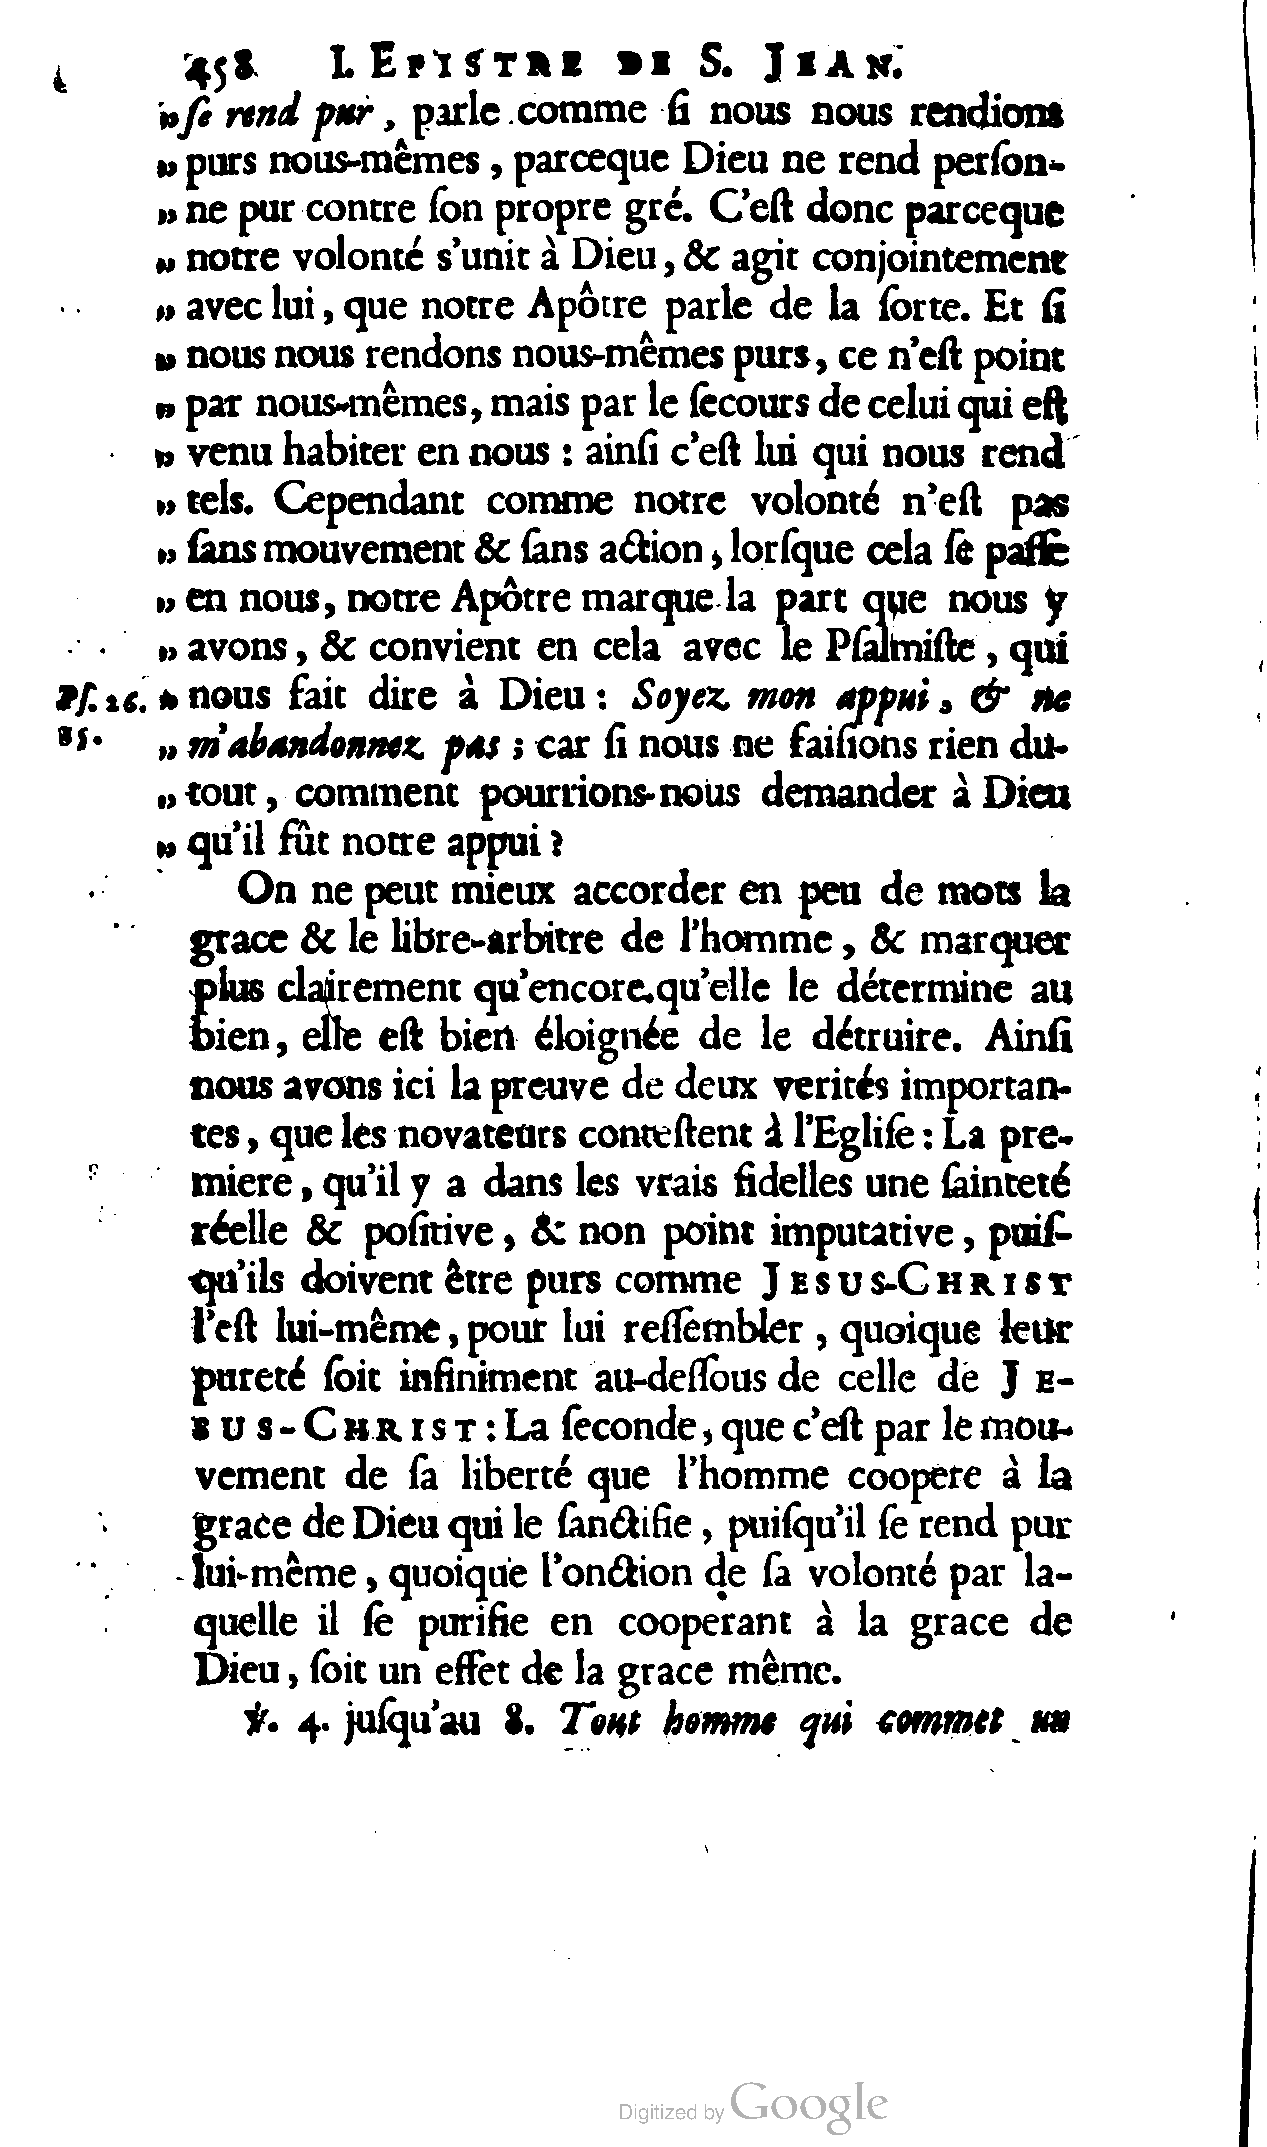 458 I. EPISTRE DE S. JEAN.
„ ſe rend pur, parle comme ſi nous nous rendions
„ purs nous-mêmes, parceque Dieu ne rend perſon-
„ ne pur contre ſon propre gré. C'eſt donc parceque
„ notre volonté s'unit à Dieu, & agit conjointement
„ avec lui, que notre Apôtre parle de la ſorte. Et ſi
„ nous nous rendons nous-mêmes purs, ce n'eſt point
„ par nous-mêmes, mais par le ſecours de celui qui eſt
„ venu habiter en nous : ainſi c'eſt lui qui nous rend
„ tels. Cependant comme notre volonté n'eſt pas
„ ſans mouvement & ſans action, lorſque cela ſe paſſe
„ en nous, notre Apôtre marque la part que nous y
„ avons, & convient en cela avec le Pſalmiſte, qui
Pſ. 26. „ nous fait dire à Dieu : Soyez mon appui, & ne
„ m'abandonnez pas ; car ſi nous ne faiſions rien du-
„ tout, comment pourrions-nous demander à Dieu
„ qu'il fût notre appui ?
On ne peut mieux accorder en peu de mots la
grace & le libre-arbitre de l'homme, & marquer
plus clairement qu'encore qu'elle le détermine au
bien, elle eſt bien éloignée de le détruire. Ainſi
nous avons ici la preuve de deux verités importan-
tes, que les novateurs conteſtent à l'Egliſe : La pre-
miere, qu'il y a dans les vrais fidelles une ſainteté
réelle & poſitive, & non point imputative, puiſ-
qu'ils doivent être purs comme JESUS-CHRIST
l'eſt lui-même, pour lui reſſembler, quoique leur
pureté ſoit infiniment au-deſſous de celle de JE-
SUS-CHRIST : La ſeconde, que c'eſt par le mou-
vement de ſa liberté que l'homme coopere à la
grace de Dieu qui le ſanctifie, puiſqu'il ſe rend pur
lui-même, quoique l'onction de ſa volonté par la-
quelle il ſe purifie en cooperant à la grace de
Dieu, ſoit un effet de la grace même.
℣. 4. juſqu'au 8. Tout homme qui commet un
Digitized by Google